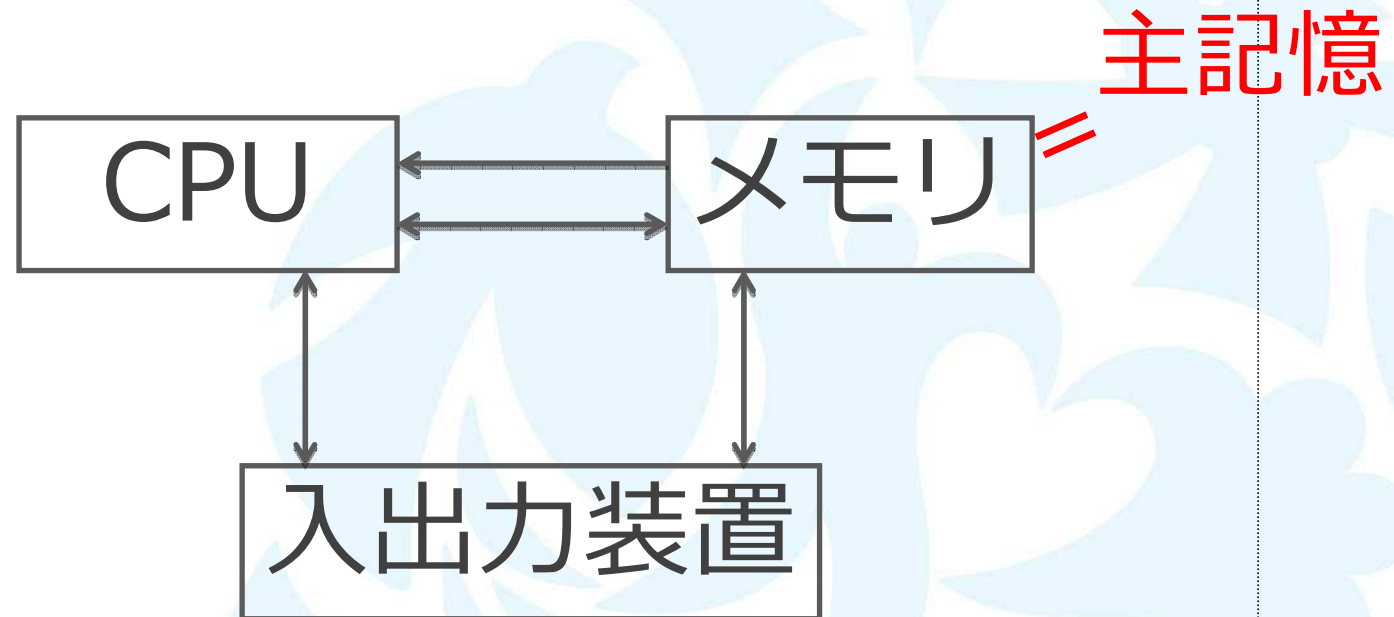 主記憶
=
CPU
メモリ
入出力装置